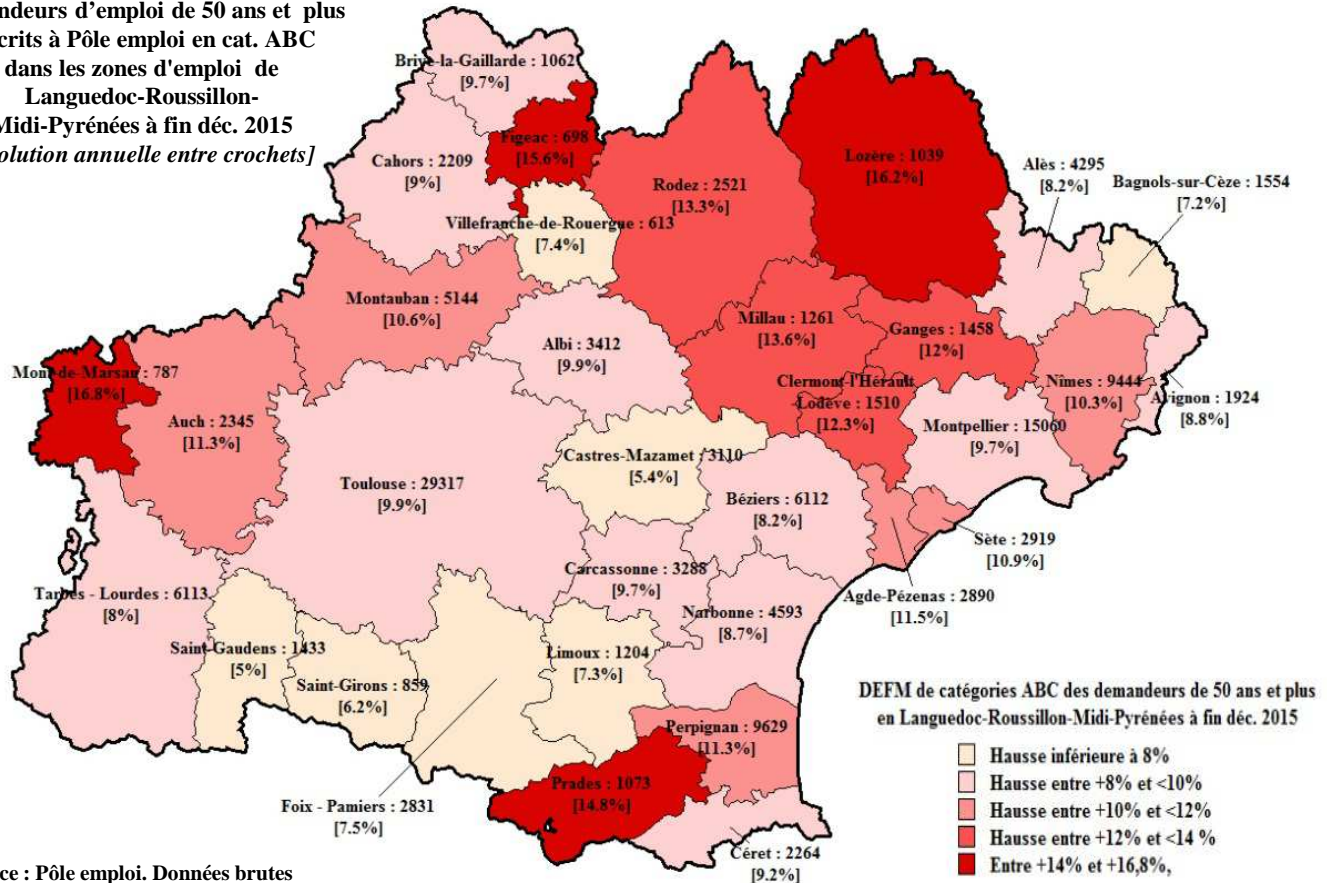 d'emploi de 50 ans et plus
à Pôle emploi en cat. ABC
dans les zones d'emploi de
Languedoc-Roussillon-
Midi-Pyrénées à fin déc. 2015
annuelle entre crochets]
Brive-la-Gaillarde : 1062
[9.7%]
Figeac : 698
[15.6%]
Cahors : 2209
[9%]
Lozère : 1039
[16.2%]
Rodez : 2521
[13.3%]
Alès : 4295
[8.2%]
Bagnols-sur-Cèze : 1554
[7.2%]
Villefranche-de-Rouergue : 613
[7.4%]
Montauban : 5144
[10.6%]
Millau : 1261
[13.6%]
Ganges : 1458
[12%]
Albi : 3412
[9.9%]
Mont-de-Marsan : 787
[16.8%]
Clermont-l'Hérault
-Lodève : 1510
[12.3%]
Nîmes : 9444
[10.3%]
Avignon : 1924
[8.8%]
Auch : 2345
[11.3%]
Montpellier : 15060
[9.7%]
Castres-Mazamet : 3110
[5.4%]
Toulouse : 29317
[9.9%]
Béziers : 6112
[8.2%]
Sète : 2919
[10.9%]
Carcassonne : 3288
[9.7%]
Agde-Pézenas : 2890
[11.5%]
Tarbes - Lourdes : 6113
[8%]
Narbonne : 4593
[8.7%]
Saint-Gaudens : 1433
[5%]
Limoux : 1204
[7.3%]
Saint-Girons : 859
[6.2%]
Perpignan : 9629
[11.3%]
Prades : 1073
[14.8%]
Foix - Pamiers : 2831
[7.5%]
Céret : 2264
[9.2%]
DEFM de catégories ABC des demandeurs de 50 ans et plus
en Languedoc-Roussillon-Midi-Pyrénées à fin déc. 2015
Hausse inférieure à 8%
Hausse entre +8% et <10%
Hausse entre +10% et <12%
Hausse entre +12% et <14 %
Entre +14% et +16,8%,
: Pôle emploi. Données brutes